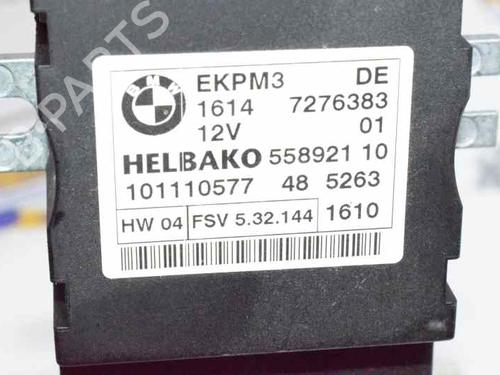 BMW
EKPM3 DE
1614 7276383
12V 01
HELBAKO 558921 10
101110577 48 5263
HW 04 FSV 5.32.144 1610
PARTS